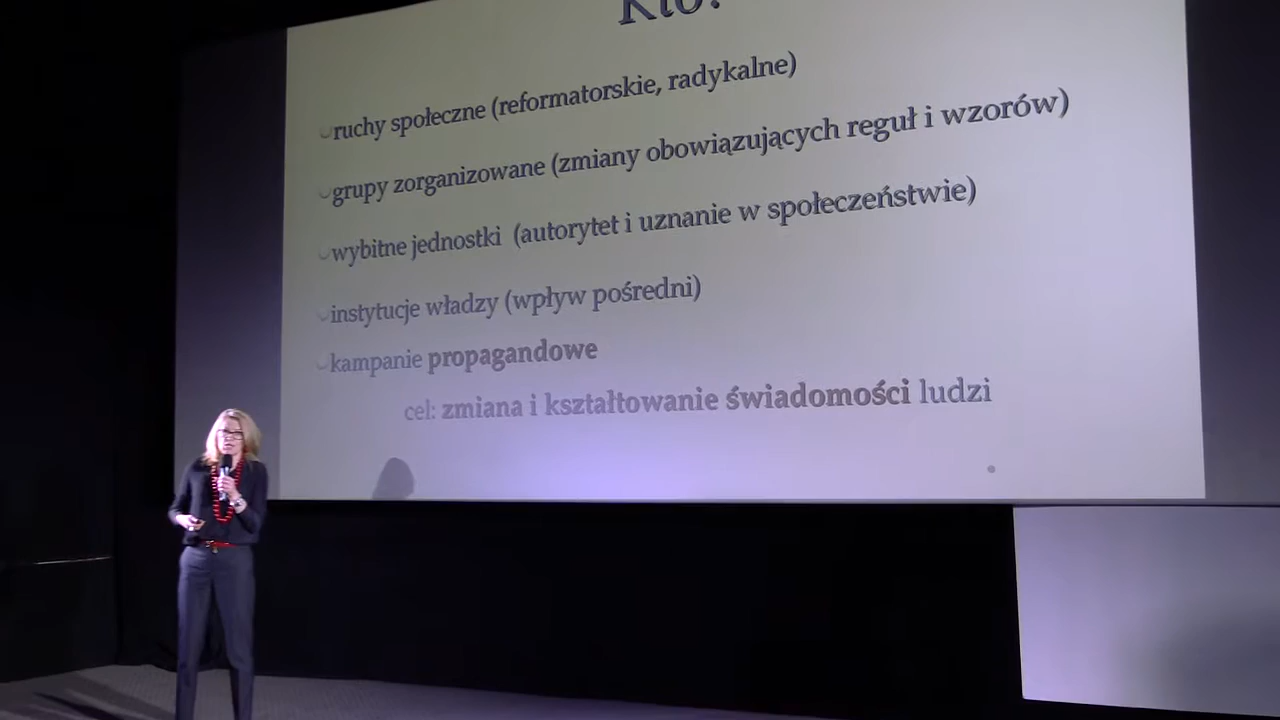 Kto?
ruchy społeczne (reformatorskie, radykalne)
grupy zorganizowane (zmiany obowiązujących reguł i wzorów)
wybitne jednostki (autorytet i uznanie w społeczeństwie)
instytucje władzy (wpływ pośredni)
kampanie propagandowe
cel: zmiana i kształtowanie świadomości ludzi